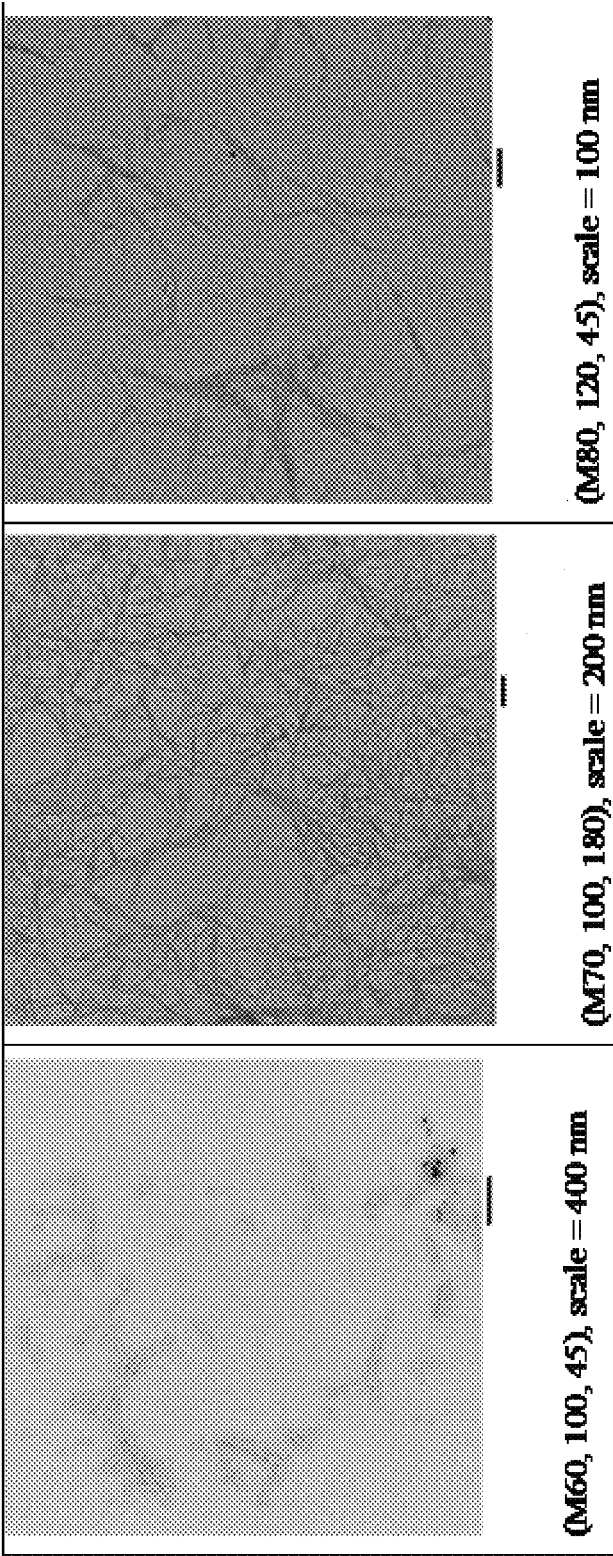 (M60, 100, 45), scale = 400 nm
(M70, 100, 180), scale = 200 nm
(M80, 120, 45), scale = 100 nm